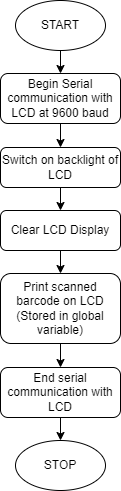 START
Begin Serial
communication with
LCD at 9600 baud
Switch on backlight of
LCD
Clear LCD Display
Print scanned
barcode on LCD
(Stored in global
variable)
End serial
communication with
LCD
STOP